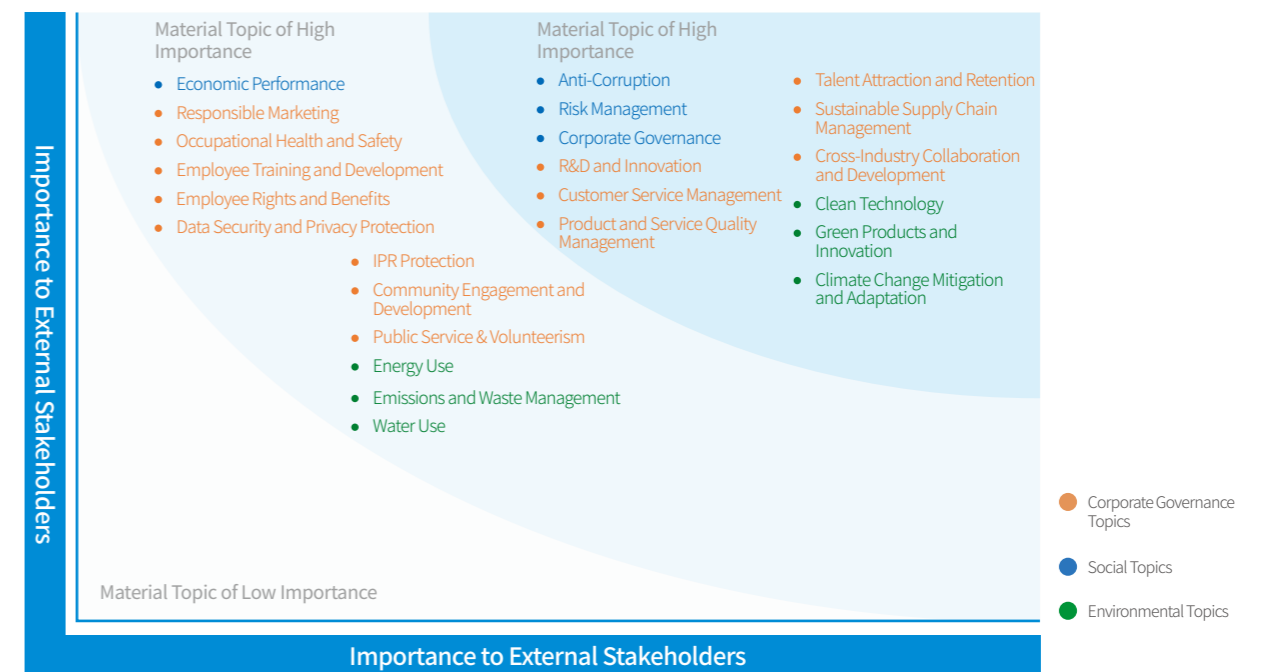 Importance to External Stakeholders
Material Topic of High
Importance
Economic Performance
Responsible Marketing
Occupational Health and Safety
Employee Training and Development
Employee Rights and Benefits
Data Security and Privacy Protection
IPR Protection
Community Engagement and
Development
Public Service & Volunteerism
Energy Use
Emissions and Waste Management
Water Use
Material Topic of High
Importance
Anti-Corruption
Risk Management
Corporate Governance
R&D and Innovation
Customer Service Management
Product and Service Quality
Management
Talent Attraction and Retention
Sustainable Supply Chain
Management
Cross-Industry Collaboration
and Development
Clean Technology
Green Products and
Innovation
Climate Change Mitigation
and Adaptation
Material Topic of Low Importance
Importance to External Stakeholders
Corporate Governance
Topics
Social Topics
Environmental Topics